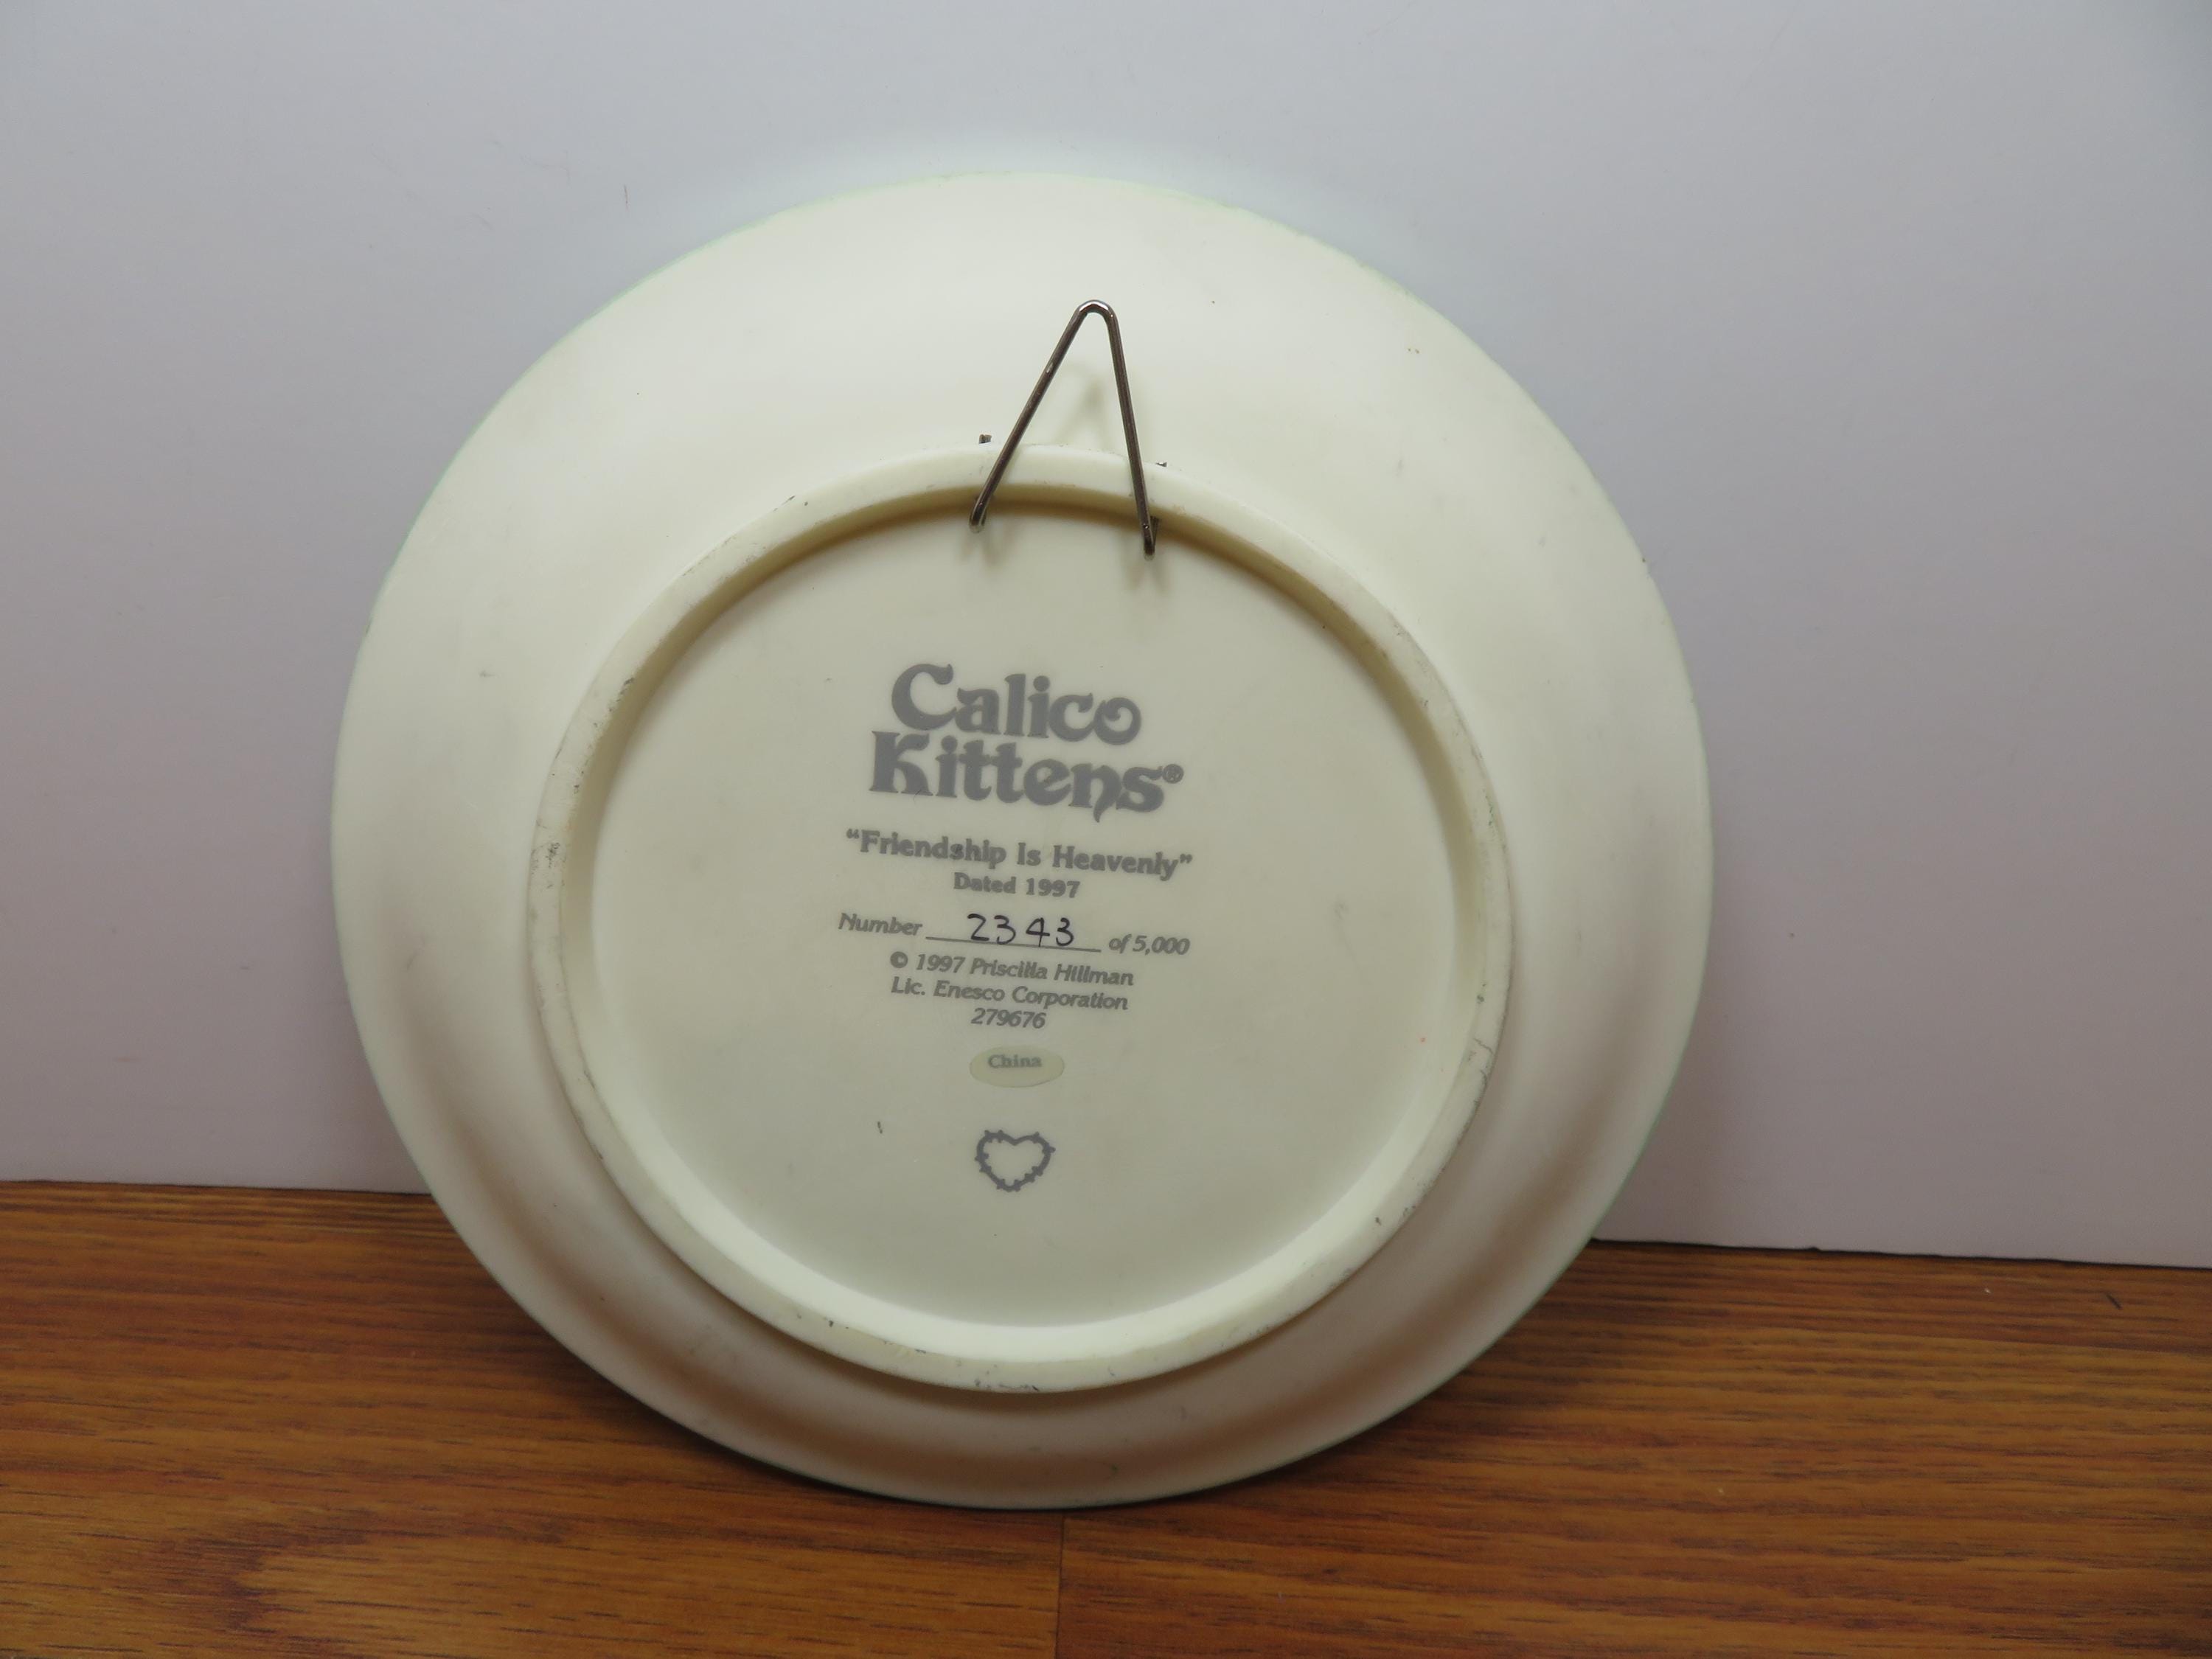 Calico
Kittens®
"Friendship Is Heavenly"
Dated 1997
Number 2343 of 5,000
© 1997 Priscilla Hillman
Lic. Enesco Corporation
279676
China